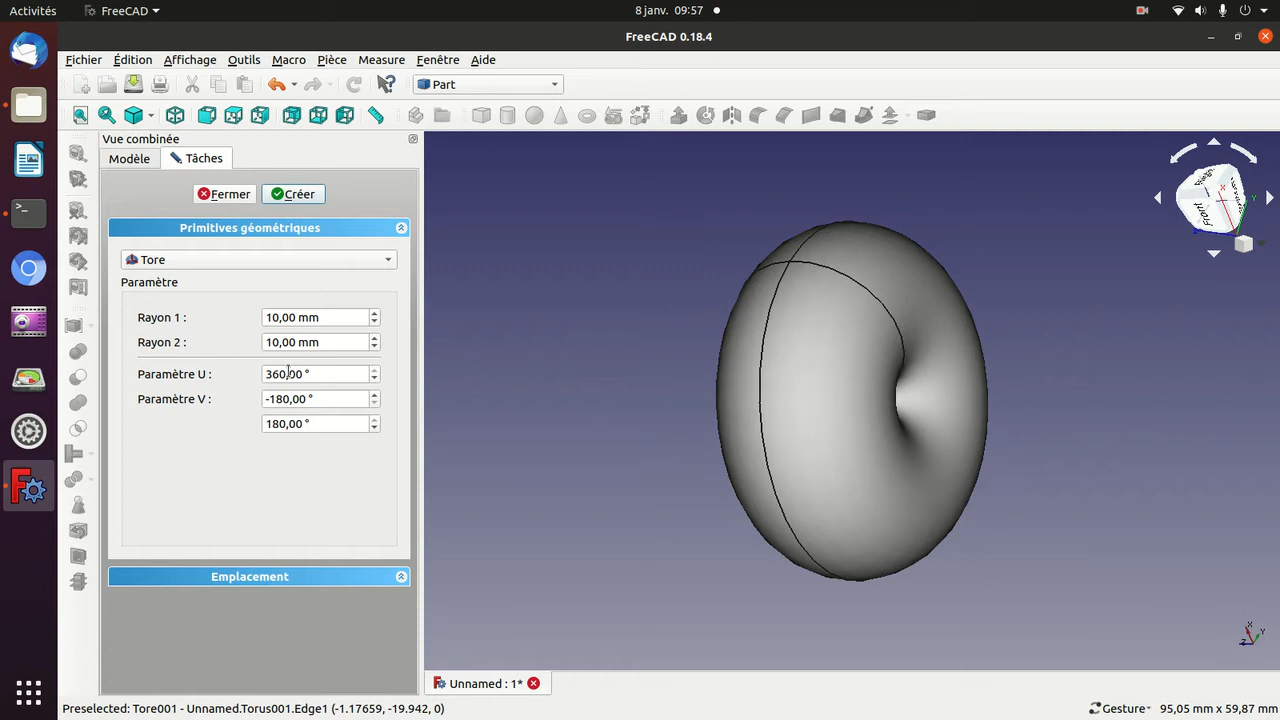 Activités FreeCAD 8 janv. 09:57
FreeCAD 0.18.4
Fichier Édition Affichage Outils Macro Pièce Mesure Fenêtre Aide
Part
Vue combinée
Modèle Tâches
Fermer Créer
Primitives géométriques
Tore
Paramètre
Rayon 1 : 10,00 mm
Rayon 2 : 10,00 mm
Paramètre U : 360,00 °
Paramètre V : -180,00 °
180,00 °
Emplacement
X
Y
Front
X
Y
Z
Unnamed : 1*
Preselected: Tore001 - Unnamed.Torus001.Edge1 (-1.17659, -19.942, 0) Gesture 95,05 mm x 59,87 mm